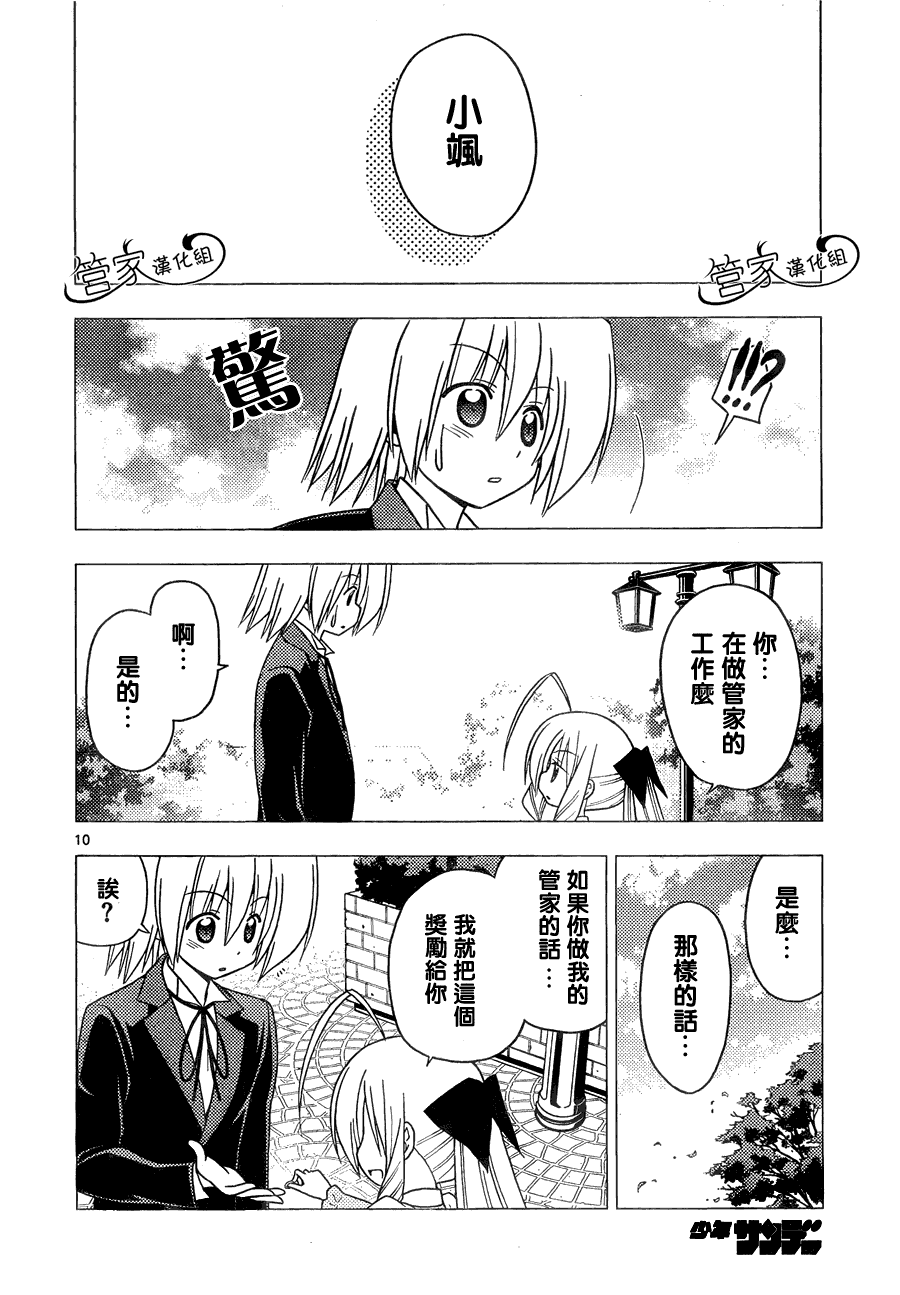 小
颯
管家漢化組
管家漢化組
!!!?
驚
你…
在做管家的
工作麼
啊…
是的…
10
是麼…
那樣的話…
如果你做我的
管家的話…
我就把這個
獎勵給你
誒?
少年サンデー